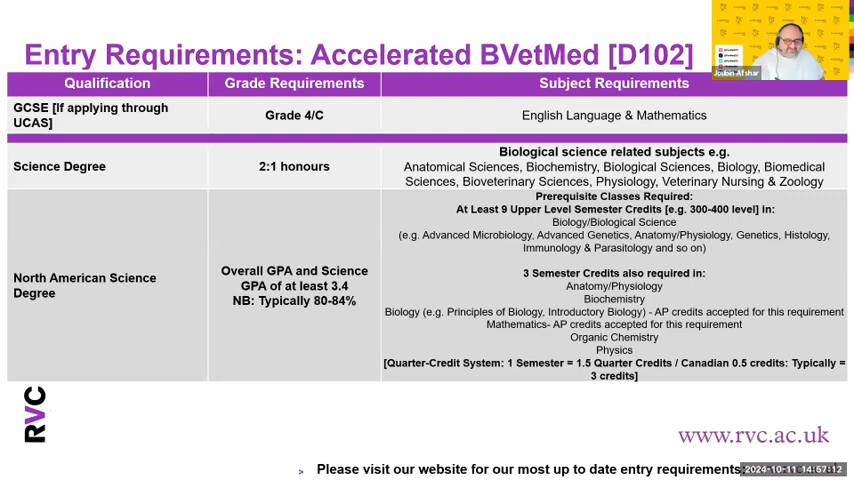 Entry Requirements: Accelerated BVetMed [D102]
Joubin Afshar
Qualification
Grade Requirements
Subject Requirements
GCSE [If applying through
UCAS]
Grade 4/C
English Language & Mathematics
Science Degree
2:1 honours
Biological science related subjects e.g.
Anatomical Sciences, Biochemistry, Biological Sciences, Biology, Biomedical
Sciences, Bioveterinary Sciences, Physiology, Veterinary Nursing & Zoology
North American Science
Degree
Overall GPA and Science
GPA of at least 3.4
NB: Typically 80-84%
Prerequisite Classes Required:
At Least 9 Upper Level Semester Credits [e.g. 300-400 level] in:
Biology/Biological Science
(e.g. Advanced Microbiology, Advanced Genetics, Anatomy/Physiology, Genetics, Histology,
Immunology & Parasitology and so on)
3 Semester Credits also required in:
Anatomy/Physiology
Biochemistry
Biology (e.g. Principles of Biology, Introductory Biology) - AP credits accepted for this requirement
Mathematics- AP credits accepted for this requirement
Organic Chemistry
Physics
[Quarter-Credit System: 1 Semester = 1.5 Quarter Credits / Canadian 0.5 credits: Typically =
3 credits]
RVC
www.rvc.ac.uk
> Please visit our website for our most up to date entry requirements:
2024-10-11 14:57:12